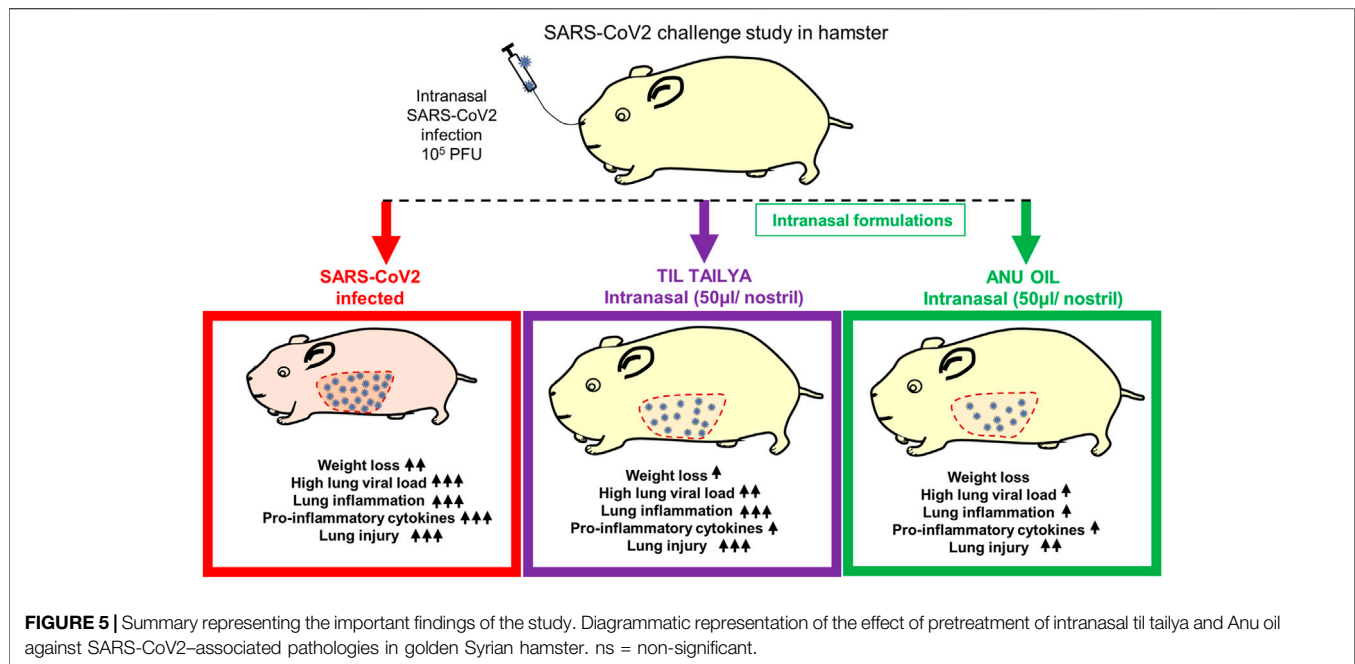 SARS-CoV2 challenge study in hamster
Intranasal
SARS-CoV2
infection
10⁵ PFU
Intranasal formulations
SARS-CoV2
infected
TIL TAILYA
Intranasal (50µl/ nostril)
ANU OIL
Intranasal (50µl/ nostril)
Weight loss
High lung viral load
Lung inflammation
Pro-inflammatory cytokines
Lung injury
Weight loss
High lung viral load
Lung inflammation
Pro-inflammatory cytokines
Lung injury
Weight loss
High lung viral load
Lung inflammation
Pro-inflammatory cytokines
Lung injury
FIGURE 5 | Summary representing the important findings of the study. Diagrammatic representation of the effect of pretreatment of intranasal til tailya and Anu oil
against SARS-CoV2–associated pathologies in golden Syrian hamster. ns = non-significant.